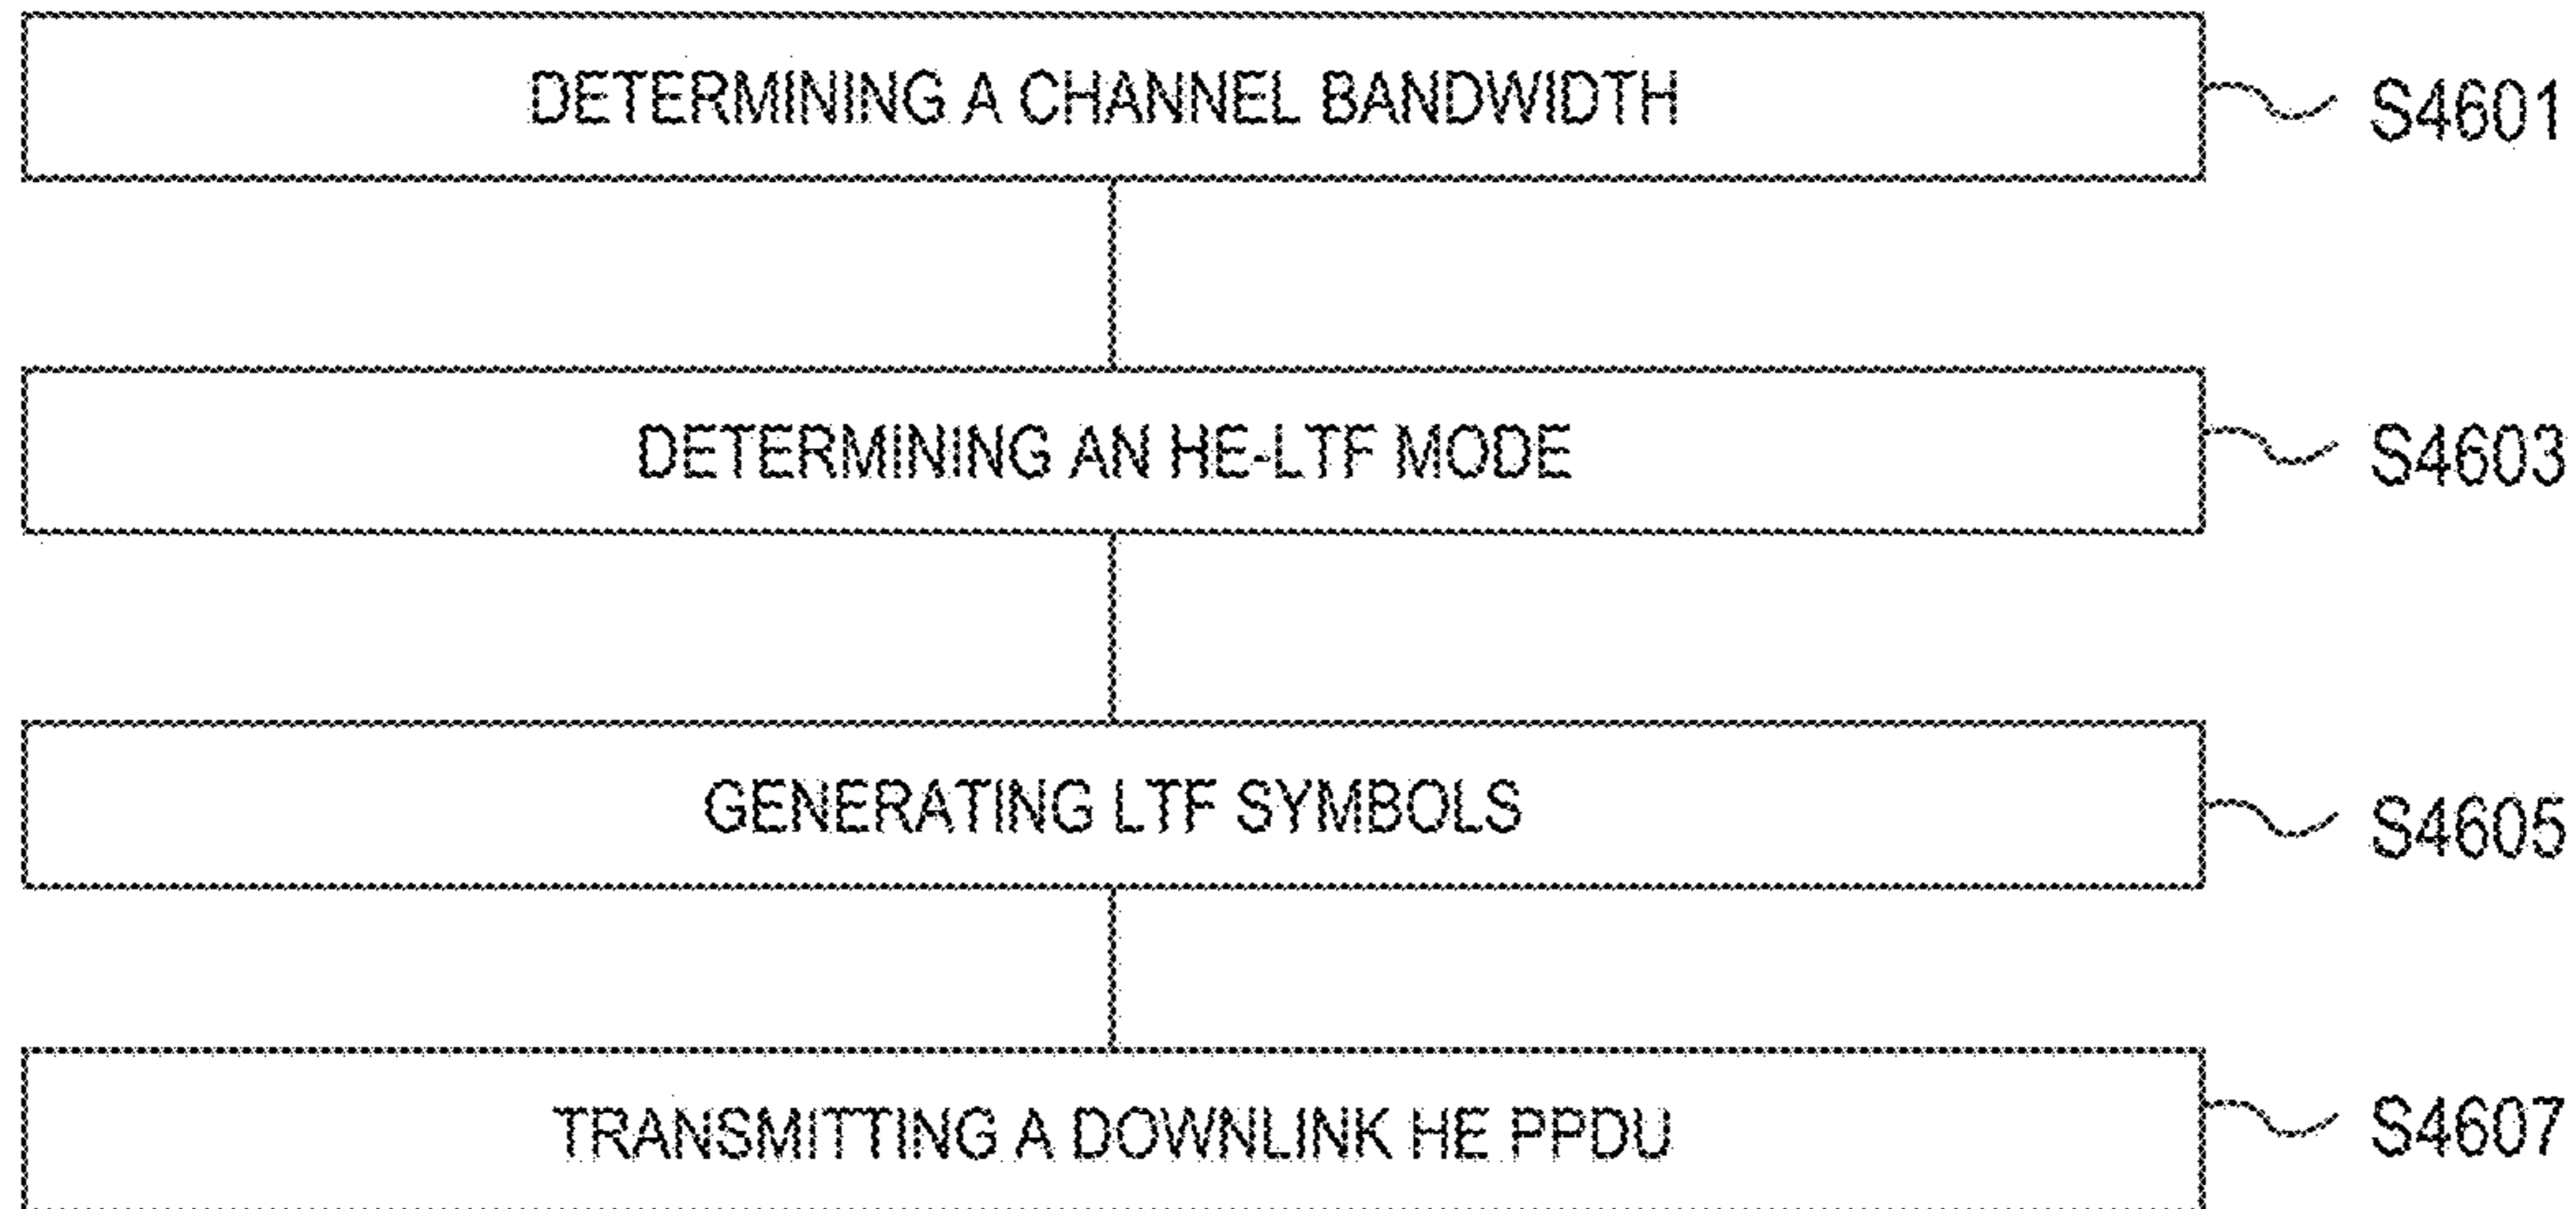 DETERMINING A CHANNEL BANDWIDTH S4601
DETERMINING AN HE-LTF MODE S4603
GENERATING LTF SYMBOLS S4605
TRANSMITTING A DOWNLINK HE PPDU S4607